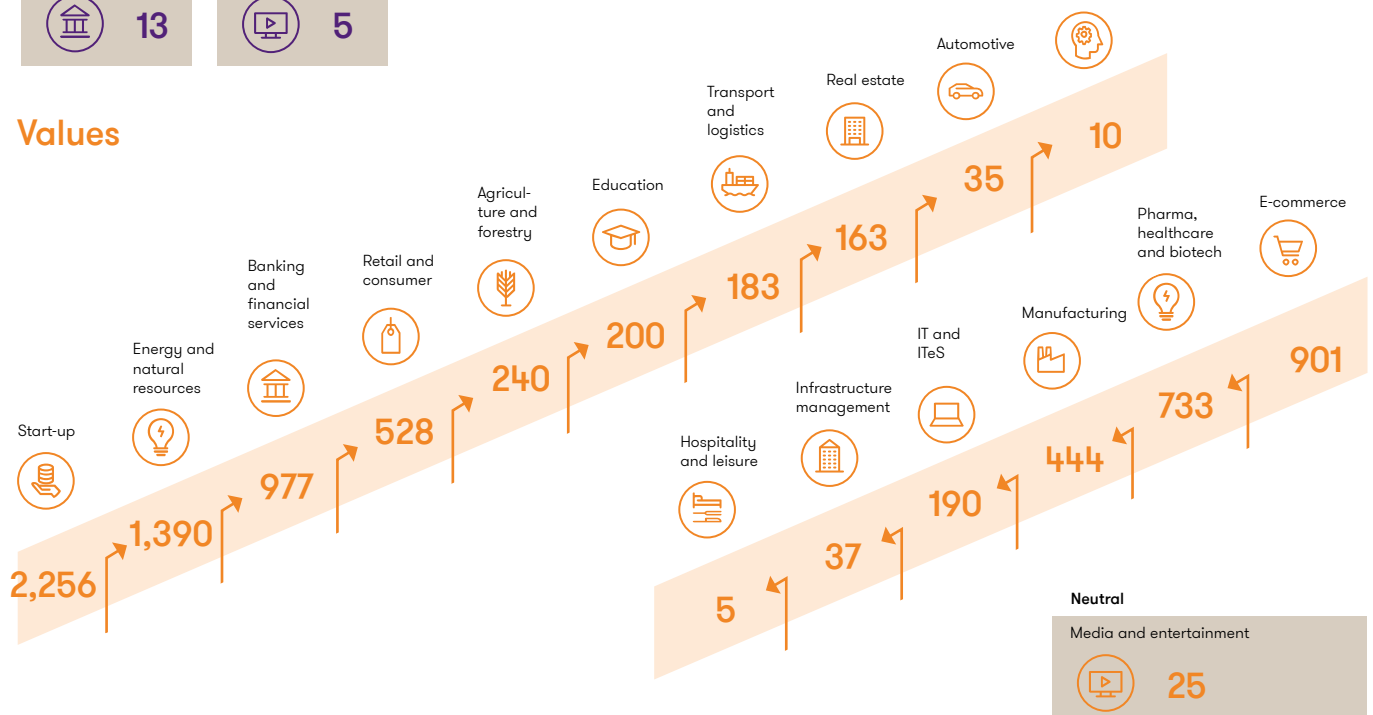 13
5
Values
Start-up
2,256
Energy and
natural
resources
1,390
Banking
and
financial
services
977
Retail and
consumer
528
Agricul-
ture and
forestry
240
Education
200
Transport
and
logistics
183
Real estate
163
Automotive
35
10
Hospitality
and leisure
5
Infrastructure
management
37
IT and
ITeS
190
Manufacturing
444
Pharma,
healthcare
and biotech
733
E-commerce
901
Neutral
Media and entertainment
25